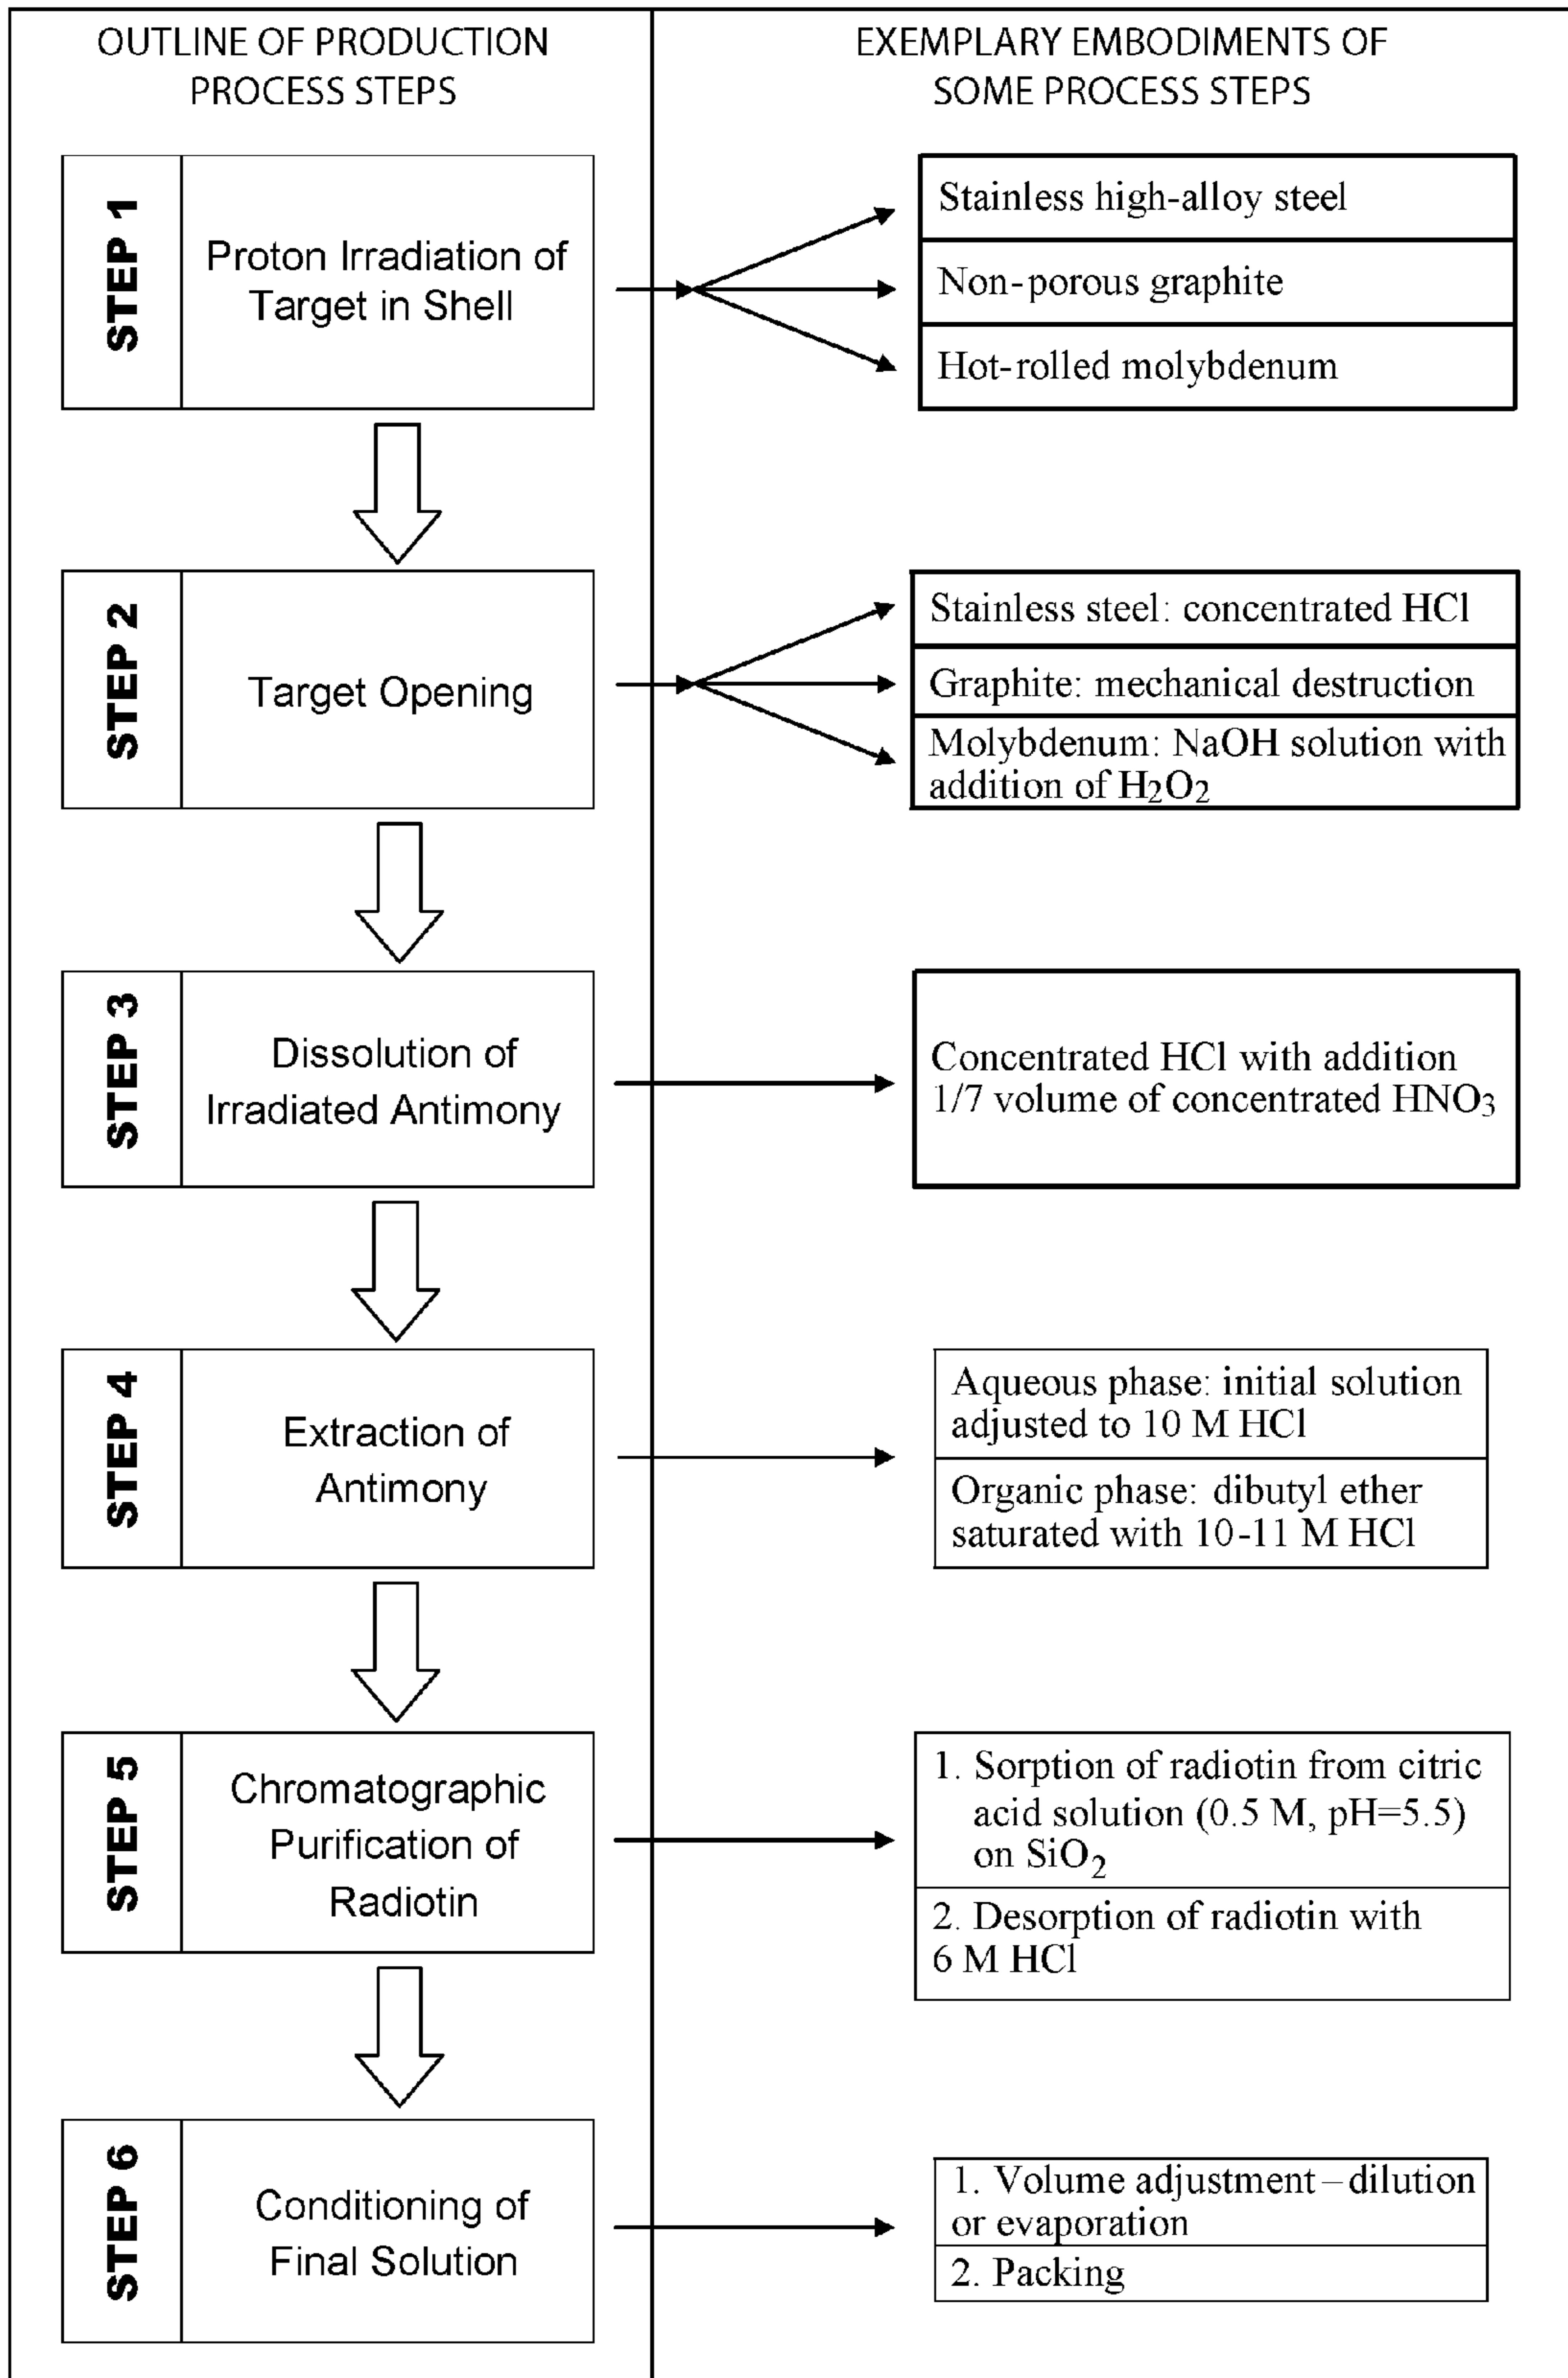 OUTLINE OF PRODUCTION
PROCESS STEPS
EXEMPLARY EMBODIMENTS OF
SOME PROCESS STEPS
STEP 1
Proton Irradiation of
Target in Shell
Stainless high-alloy steel
Non-porous graphite
Hot-rolled molybdenum
STEP 2
Target Opening
Stainless steel: concentrated HCl
Graphite: mechanical destruction
Molybdenum: NaOH solution with
addition of H2O2
STEP 3
Dissolution of
Irradiated Antimony
Concentrated HCl with addition
1/7 volume of concentrated HNO3
STEP 4
Extraction of
Antimony
Aqueous phase: initial solution
adjusted to 10 M HCl
Organic phase: dibutyl ether
saturated with 10-11 M HCl
STEP 5
Chromatographic
Purification of
Radiotin
1. Sorption of radiotin from citric
acid solution (0.5 M, pH=5.5)
on SiO2
2. Desorption of radiotin with
6 M HCl
STEP 6
Conditioning of
Final Solution
1. Volume adjustment – dilution
or evaporation
2. Packing